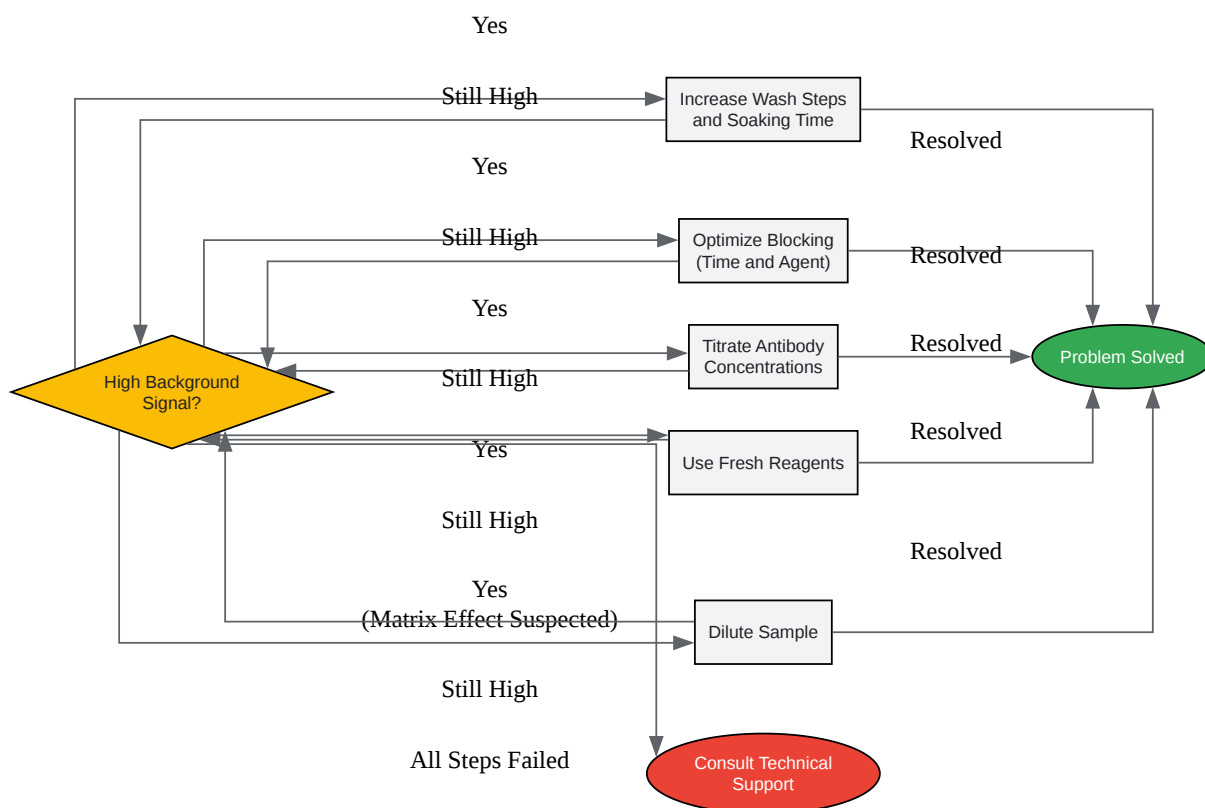 Yes
Still High
Increase Wash Steps
and Soaking Time
Resolved
Yes
Still High
Optimize Blocking
(Time and Agent)
Resolved
Yes
Titrate Antibody
Concentrations
Resolved
Problem Solved
High Background
Signal?
Still High
Resolved
Yes
Use Fresh Reagents
Still High
Resolved
Yes
(Matrix Effect Suspected)
Dilute Sample
Still High
All Steps Failed
Consult Technical
Support